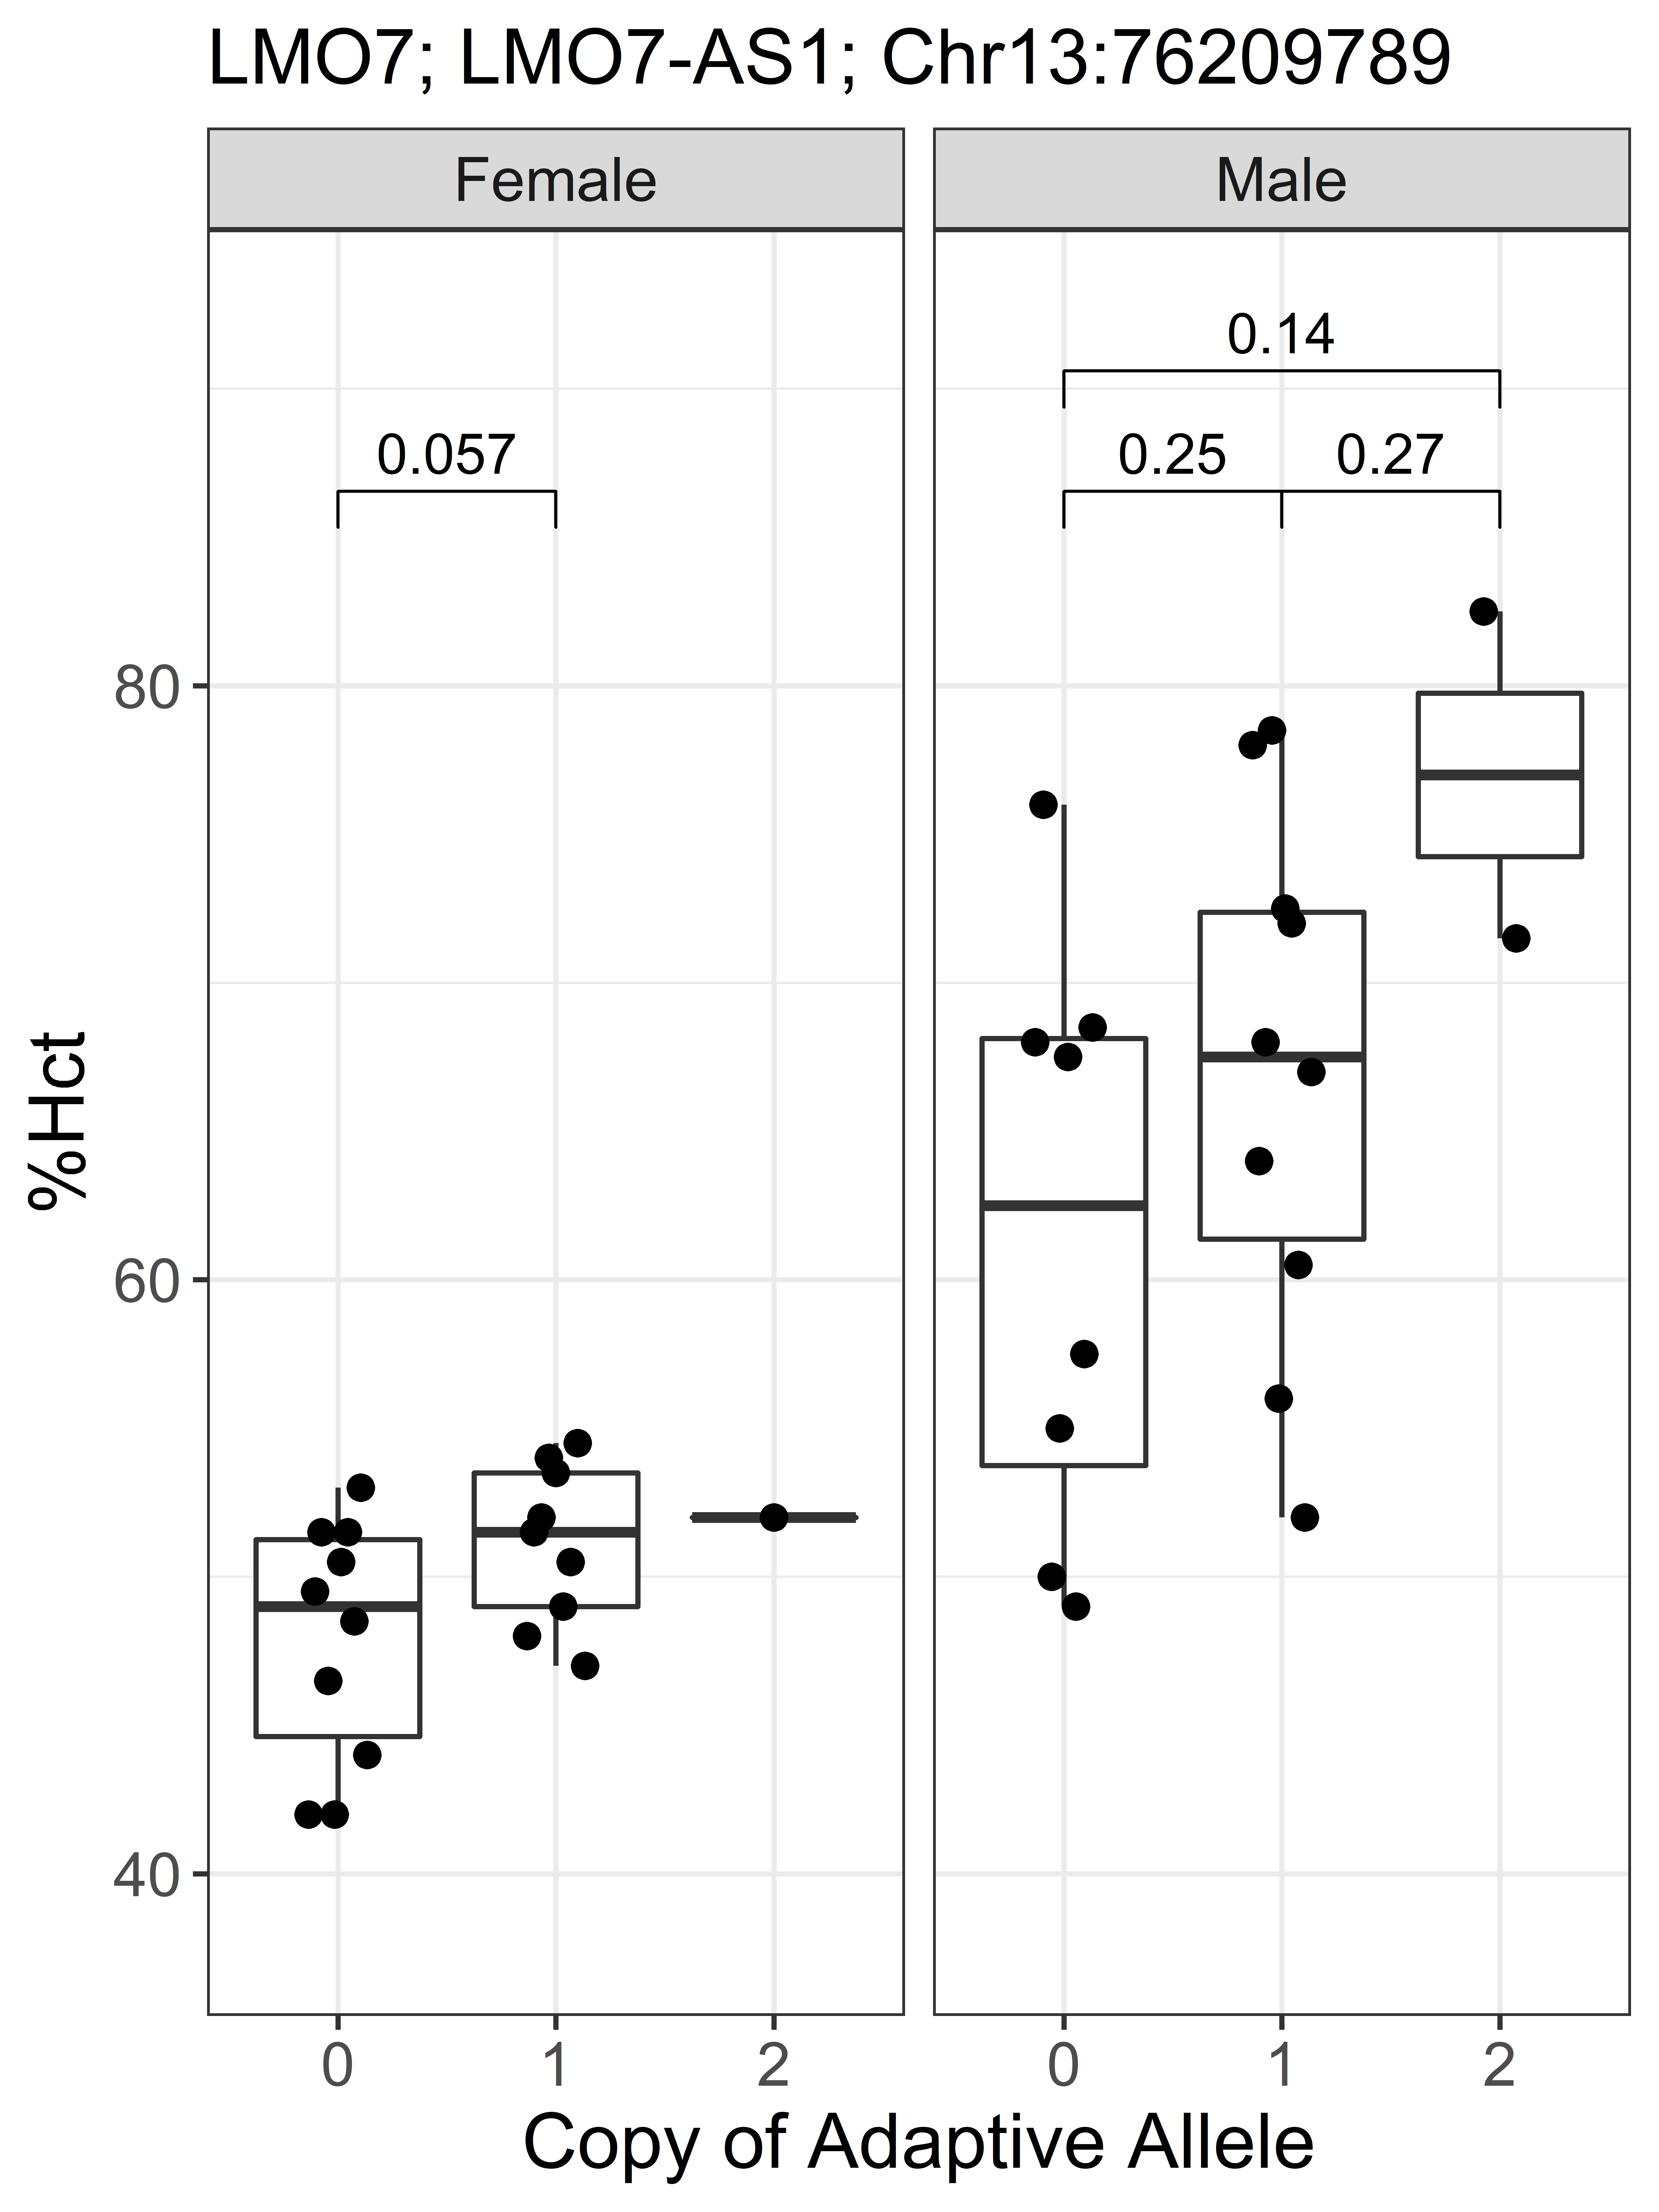 LMO7; LMO7-AS1; Chr13:76209789
Female
Male
0.14
0.057
0.25
0.27
80
60
40
%Hct
0 1 2
0 1 2
Copy of Adaptive Allele